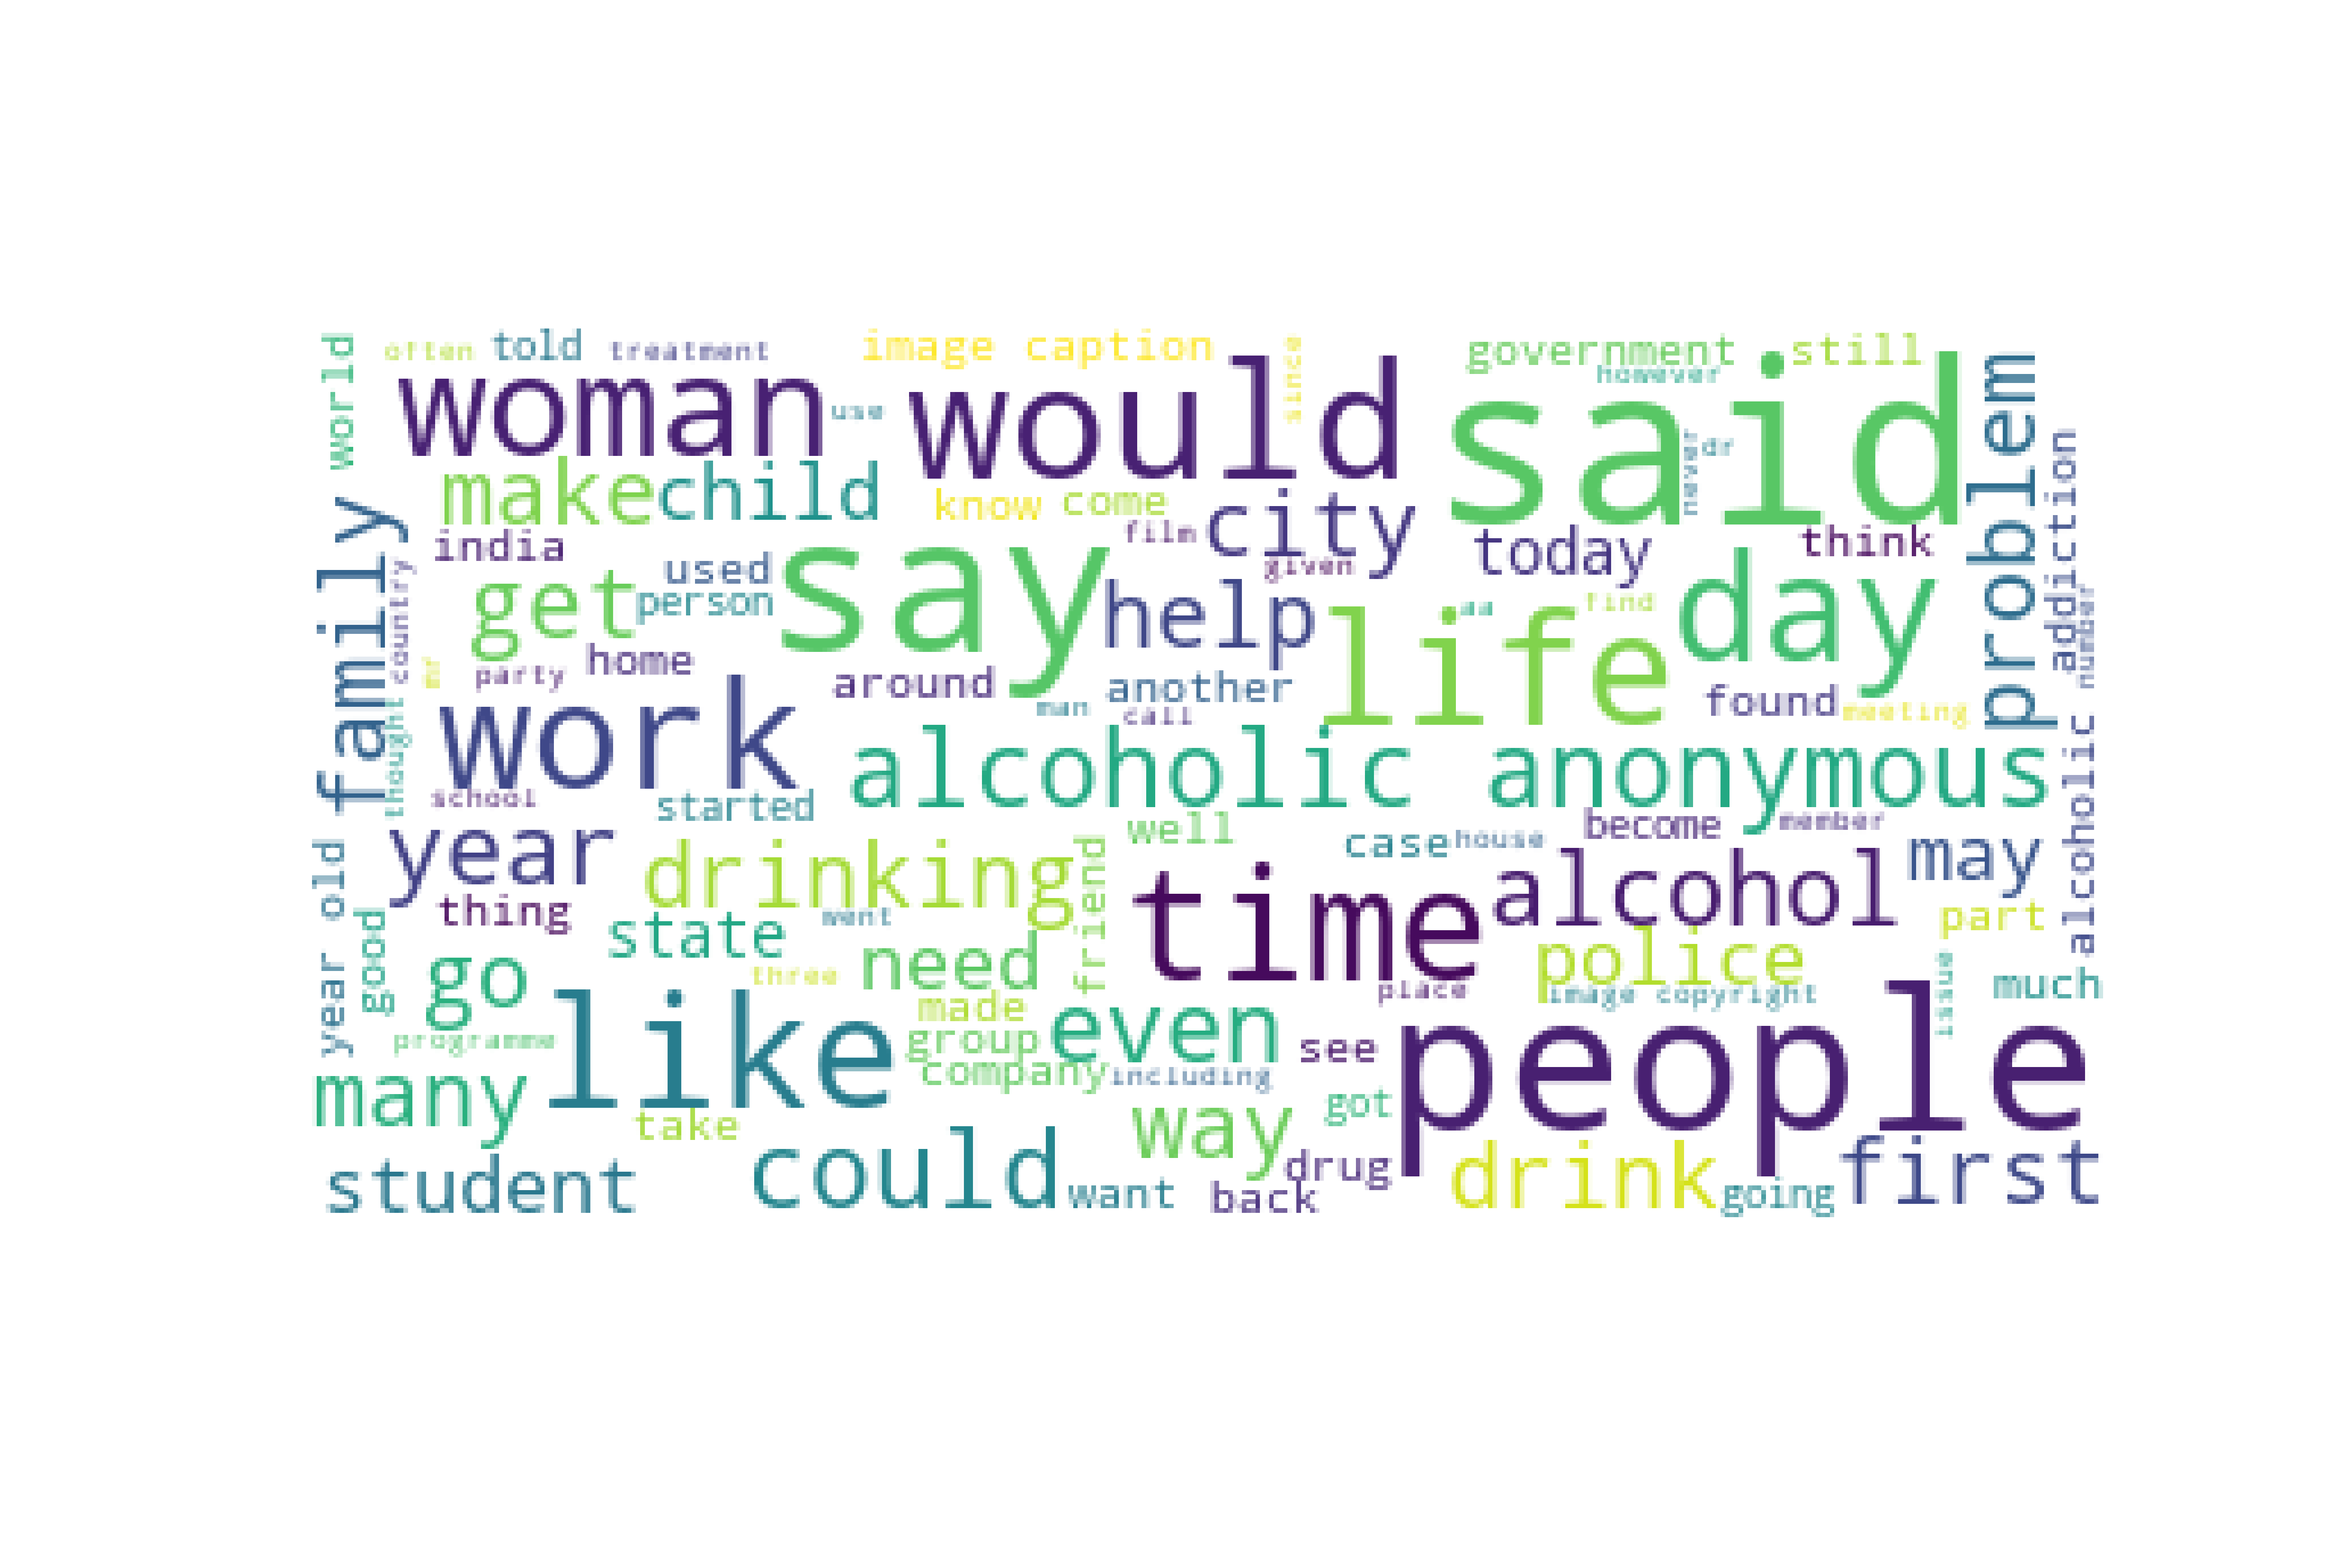 world
often told treatment image caption since government still
woman use would however said problem
make child know come city never dr addiction
family india film today think
country used given
get person say help life aa find day number
party home around another found meeting
work man call
thought alcoholic anonymous alcoholic
school started
year drinking well case house become member may
year old friend time alcohol
thing state went part
good go three need place police image copyright issue much
programme like made even people
group see
many company including
take way got
student could want back drug drink going first